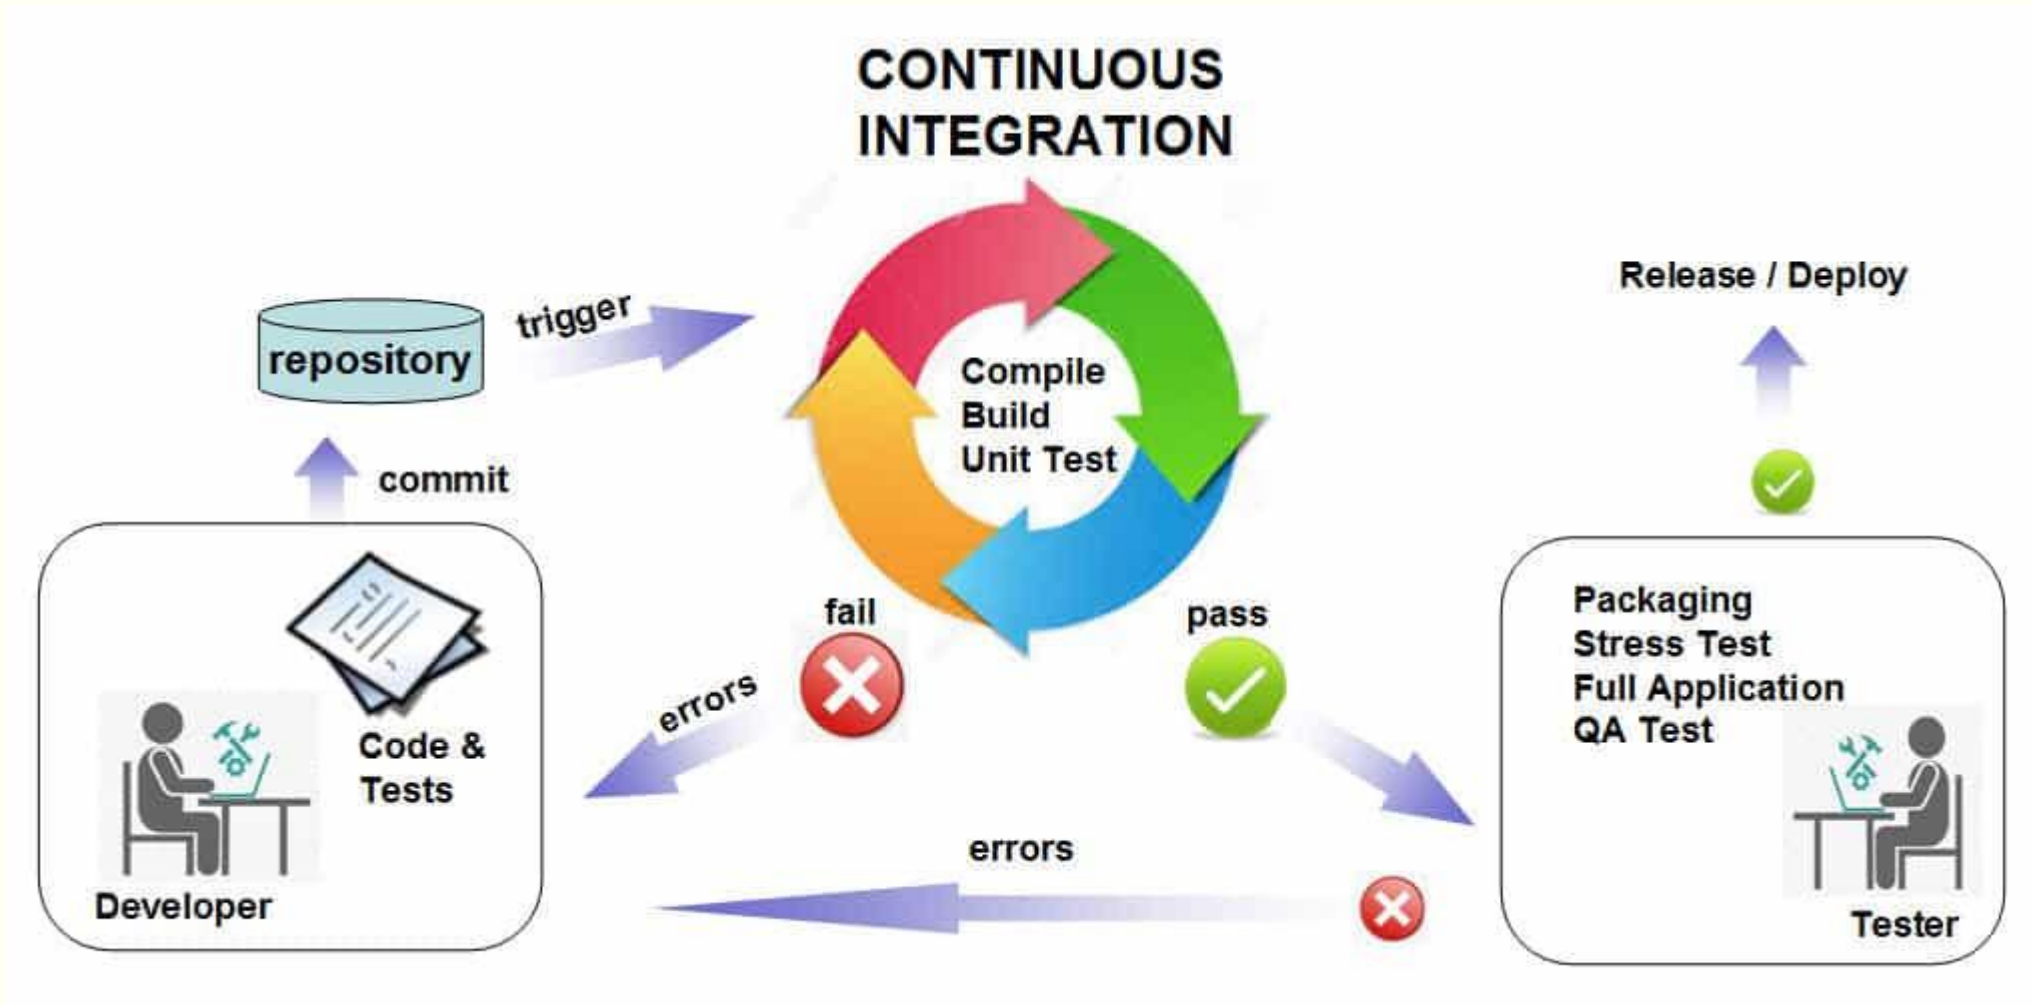 CONTINUOUS
INTEGRATION
Release / Deploy
trigger
repository
Compile
Build
Unit Test
commit
fail
pass
Packaging
Stress Test
Full Application
QA Test
errors
Code &
Tests
errors
Developer
Tester